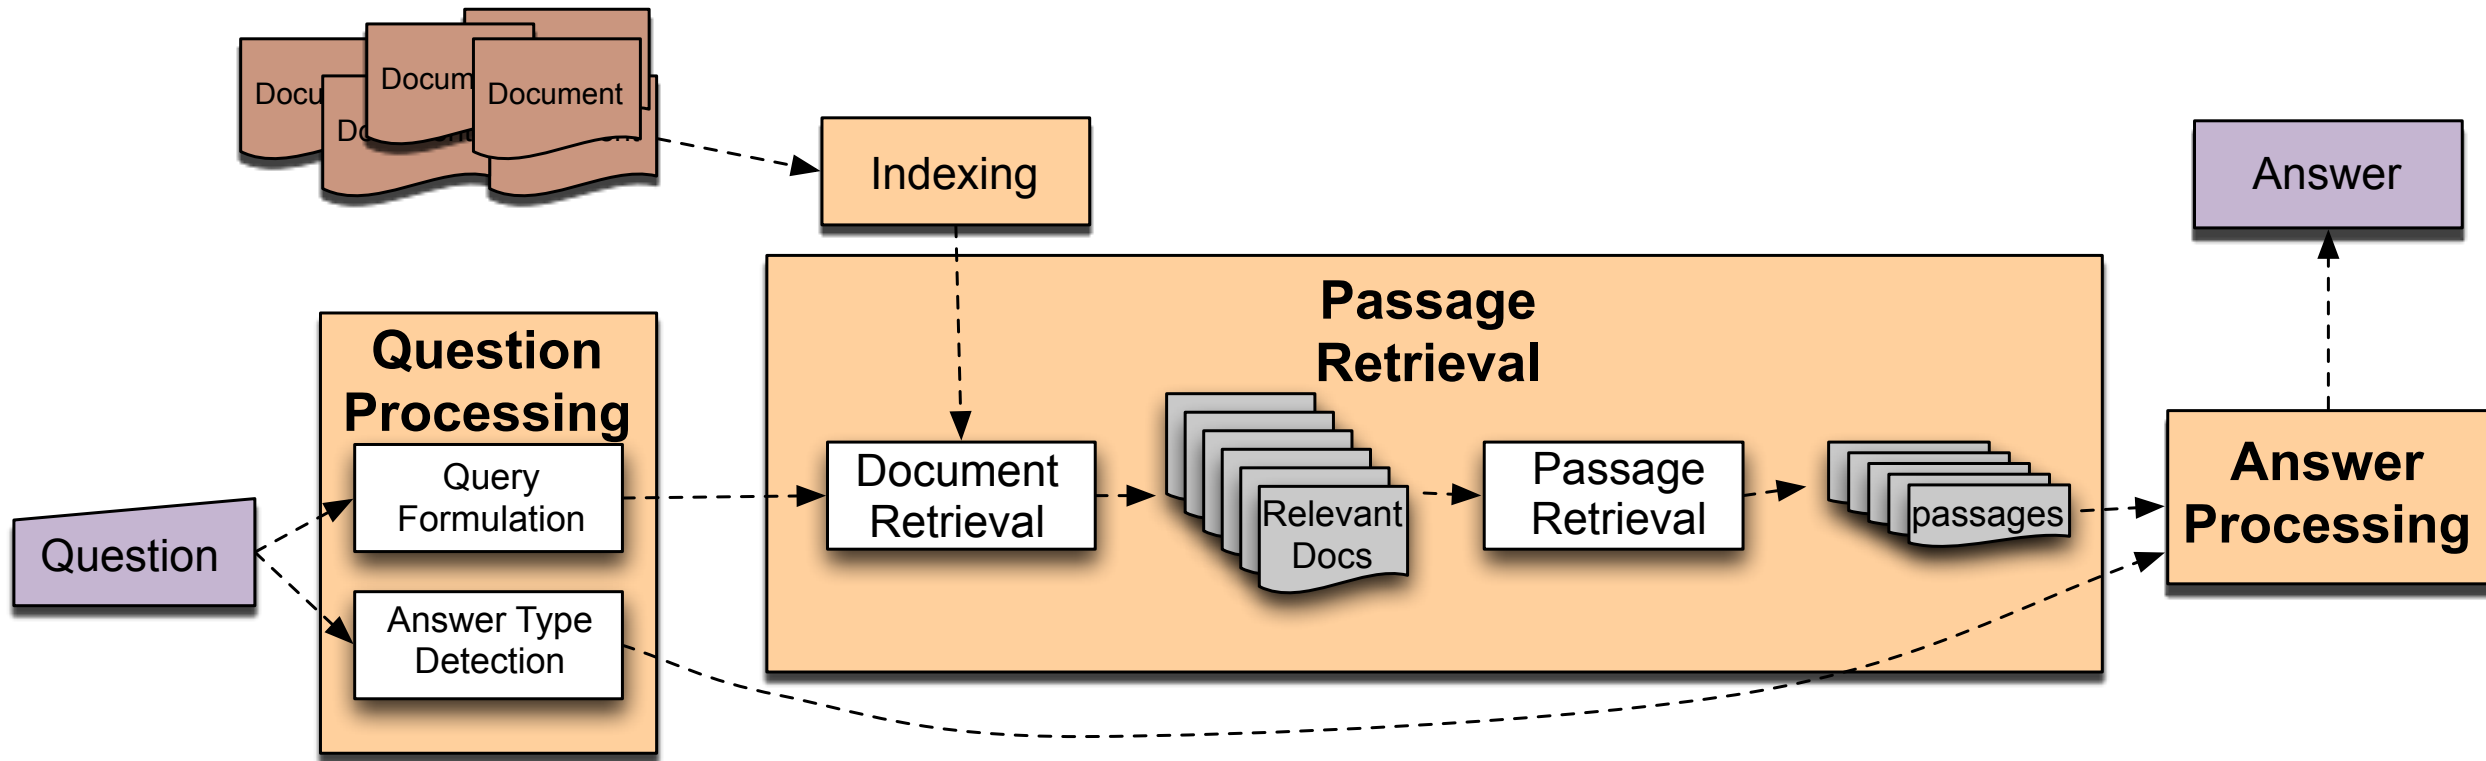 Docu
Docum
Document
Indexing
Answer
Passage
Retrieval
Question
Processing
Query
Formulation
Document
Retrieval
Relevant
Docs
Passage
Retrieval
passages
Answer
Processing
Question
Answer Type
Detection